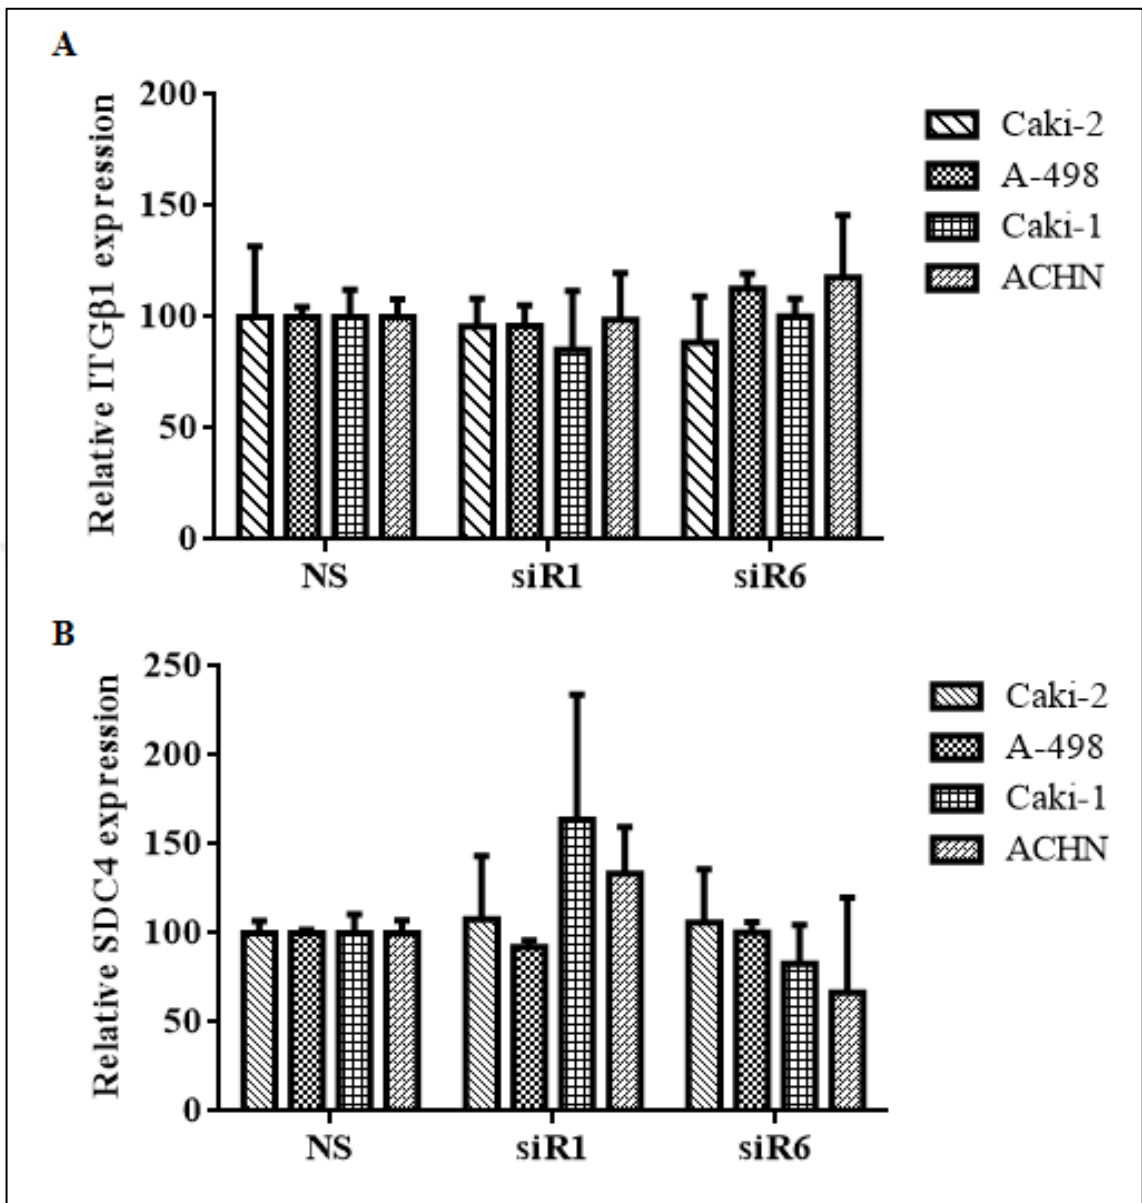 A
Relative ITGβ1 expression
200
150
100
50
0
NS siR1 siR6
Caki-2
A-498
Caki-1
ACHN
B
Relative SDC4 expression
250
200
150
100
50
0
NS siR1 siR6
Caki-2
A-498
Caki-1
ACHN